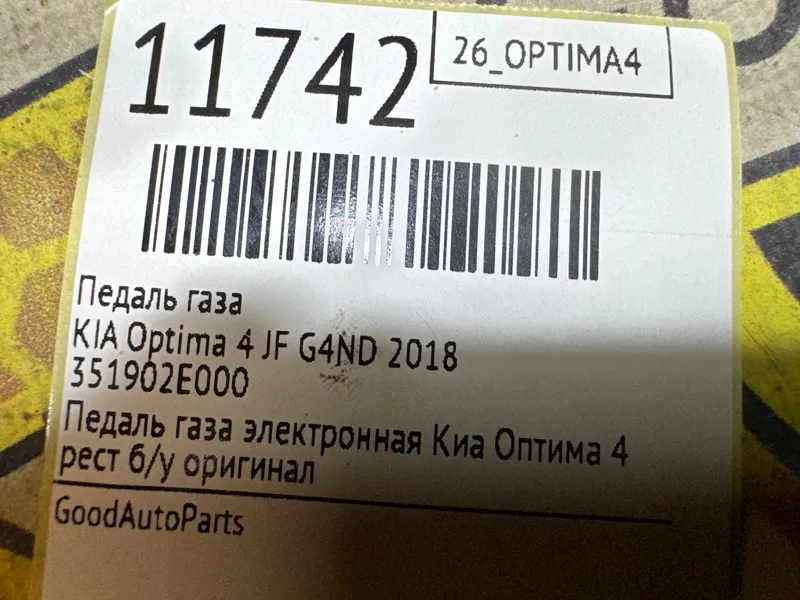 11742
26_OPTIMA4
Педаль газа
KIA Optima 4 JF G4ND 2018
351902E000
Педаль газа электронная Киа Оптима 4
рест б/у оригинал
GoodAutoParts